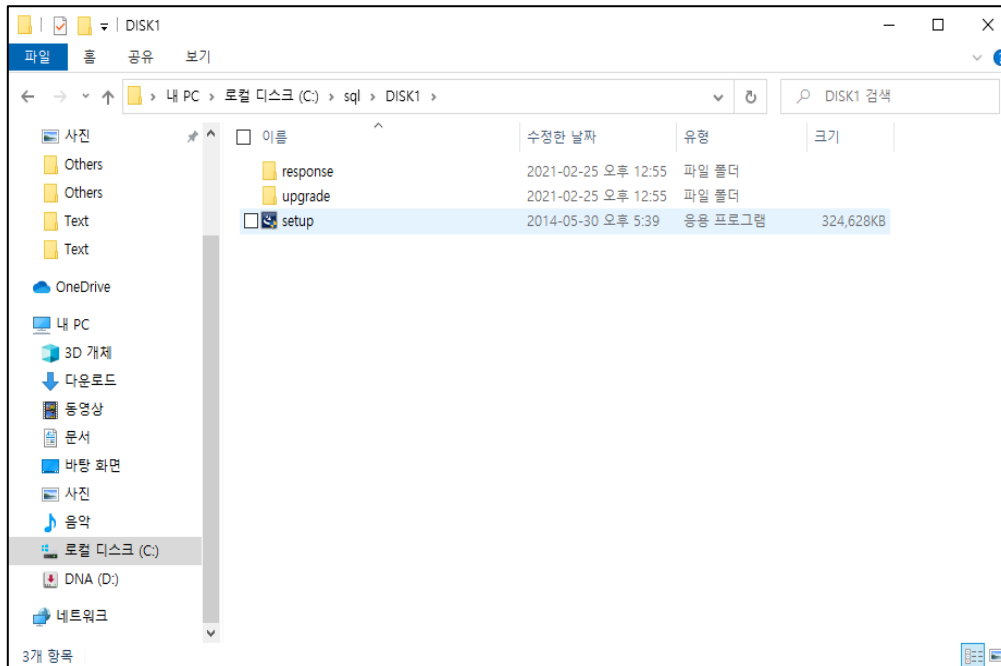 DISK1
파일 홈 공유 보기
내 PC › 로컬 디스크 (C:) › sql › DISK1 ›
DISK1 검색
사진
Others
Others
Text
Text
OneDrive
내 PC
3D 개체
다운로드
동영상
문서
바탕 화면
사진
음악
로컬 디스크 (C:)
DNA (D:)
네트워크
이름 수정한 날짜 유형 크기
response 2021-02-25 오후 12:55 파일 폴더
upgrade 2021-02-25 오후 12:55 파일 폴더
setup 2014-05-30 오후 5:39 응용 프로그램 324,628KB
3개 항목